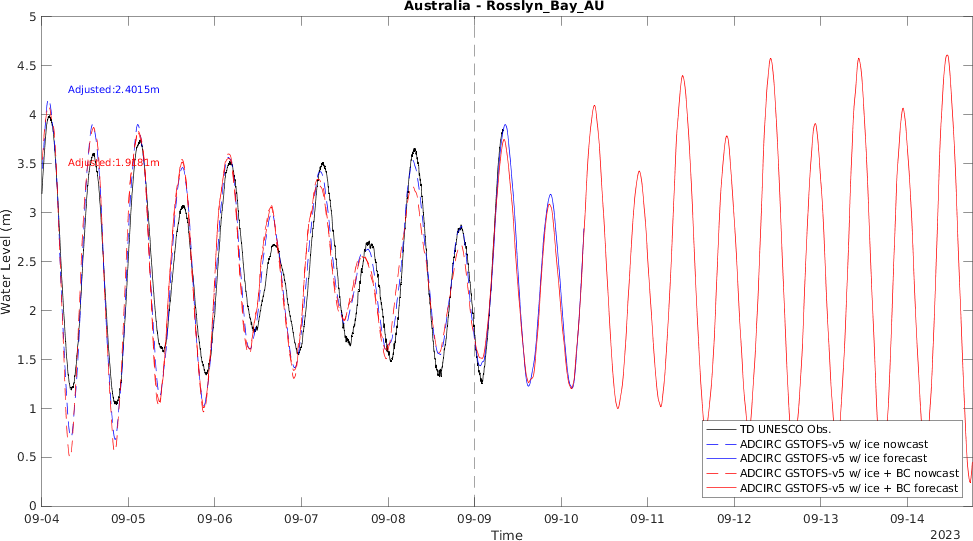 Australia - Rosslyn_Bay_AU
5
4.5
4
3.5
3
2.5
2
1.5
1
0.5
0
Water Level (m)
Adjusted:2.4015m
Adjusted:1.9681m
TD UNESCO Obs.
ADCIRC GSTOFS-v5 w/ ice nowcast
ADCIRC GSTOFS-v5 w/ ice forecast
ADCIRC GSTOFS-v5 w/ ice + BC nowcast
ADCIRC GSTOFS-v5 w/ ice + BC forecast
09-04 09-05 09-06 09-07 09-08 09-09 09-10 09-11 09-12 09-13 09-14
Time
2023